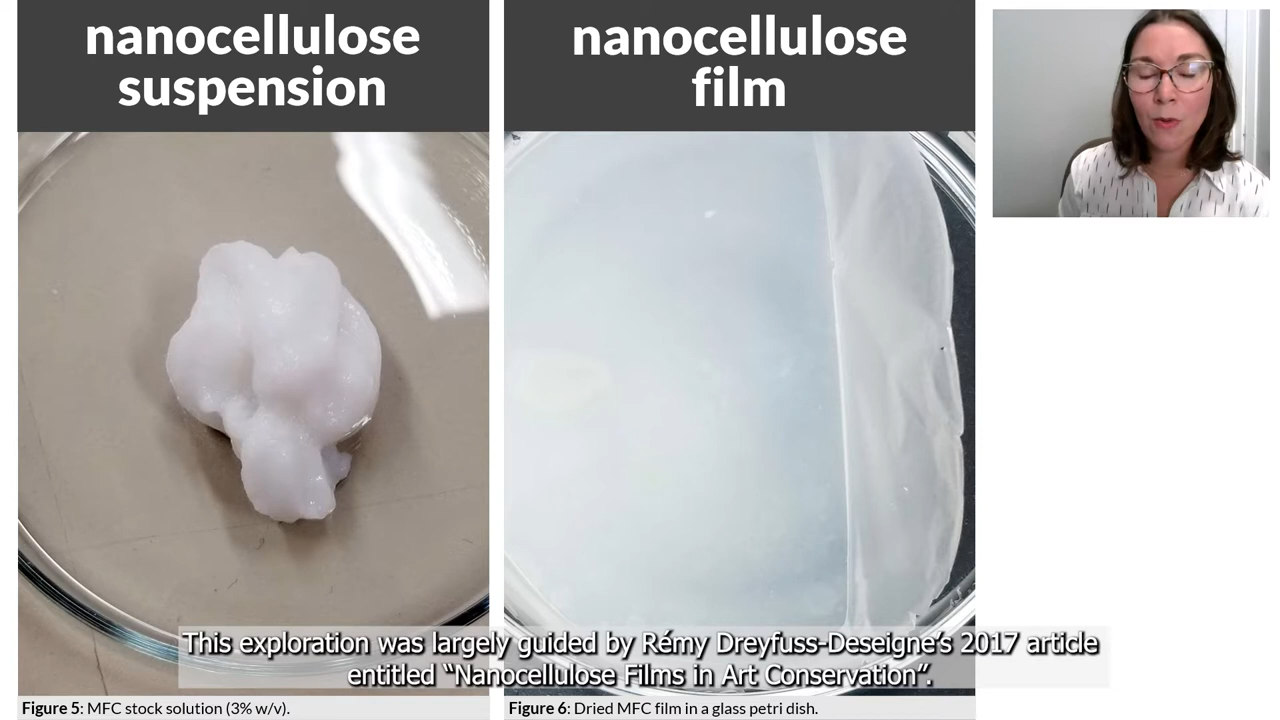 nanocellulose
suspension
nanocellulose
film
This exploration was largely guided by Rémy Dreyfuss-Deseigne's 2017 article
entitled “Nanocellulose Films in Art Conservation”.
Figure 5: MFC stock solution (3% w/v).
Figure 6: Dried MFC film in a glass petri dish.